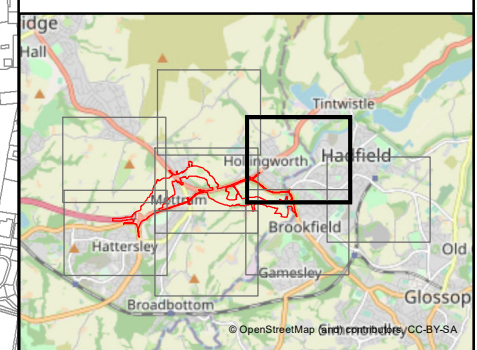 idge
Hall
Tintwistle
Hollingworth
Hadfield
Mottram
Brookfield
Hattersley
Old
Gamesley
Glossop
Broadbottom
© OpenStreetMap (and) contributors, CC-BY-SA